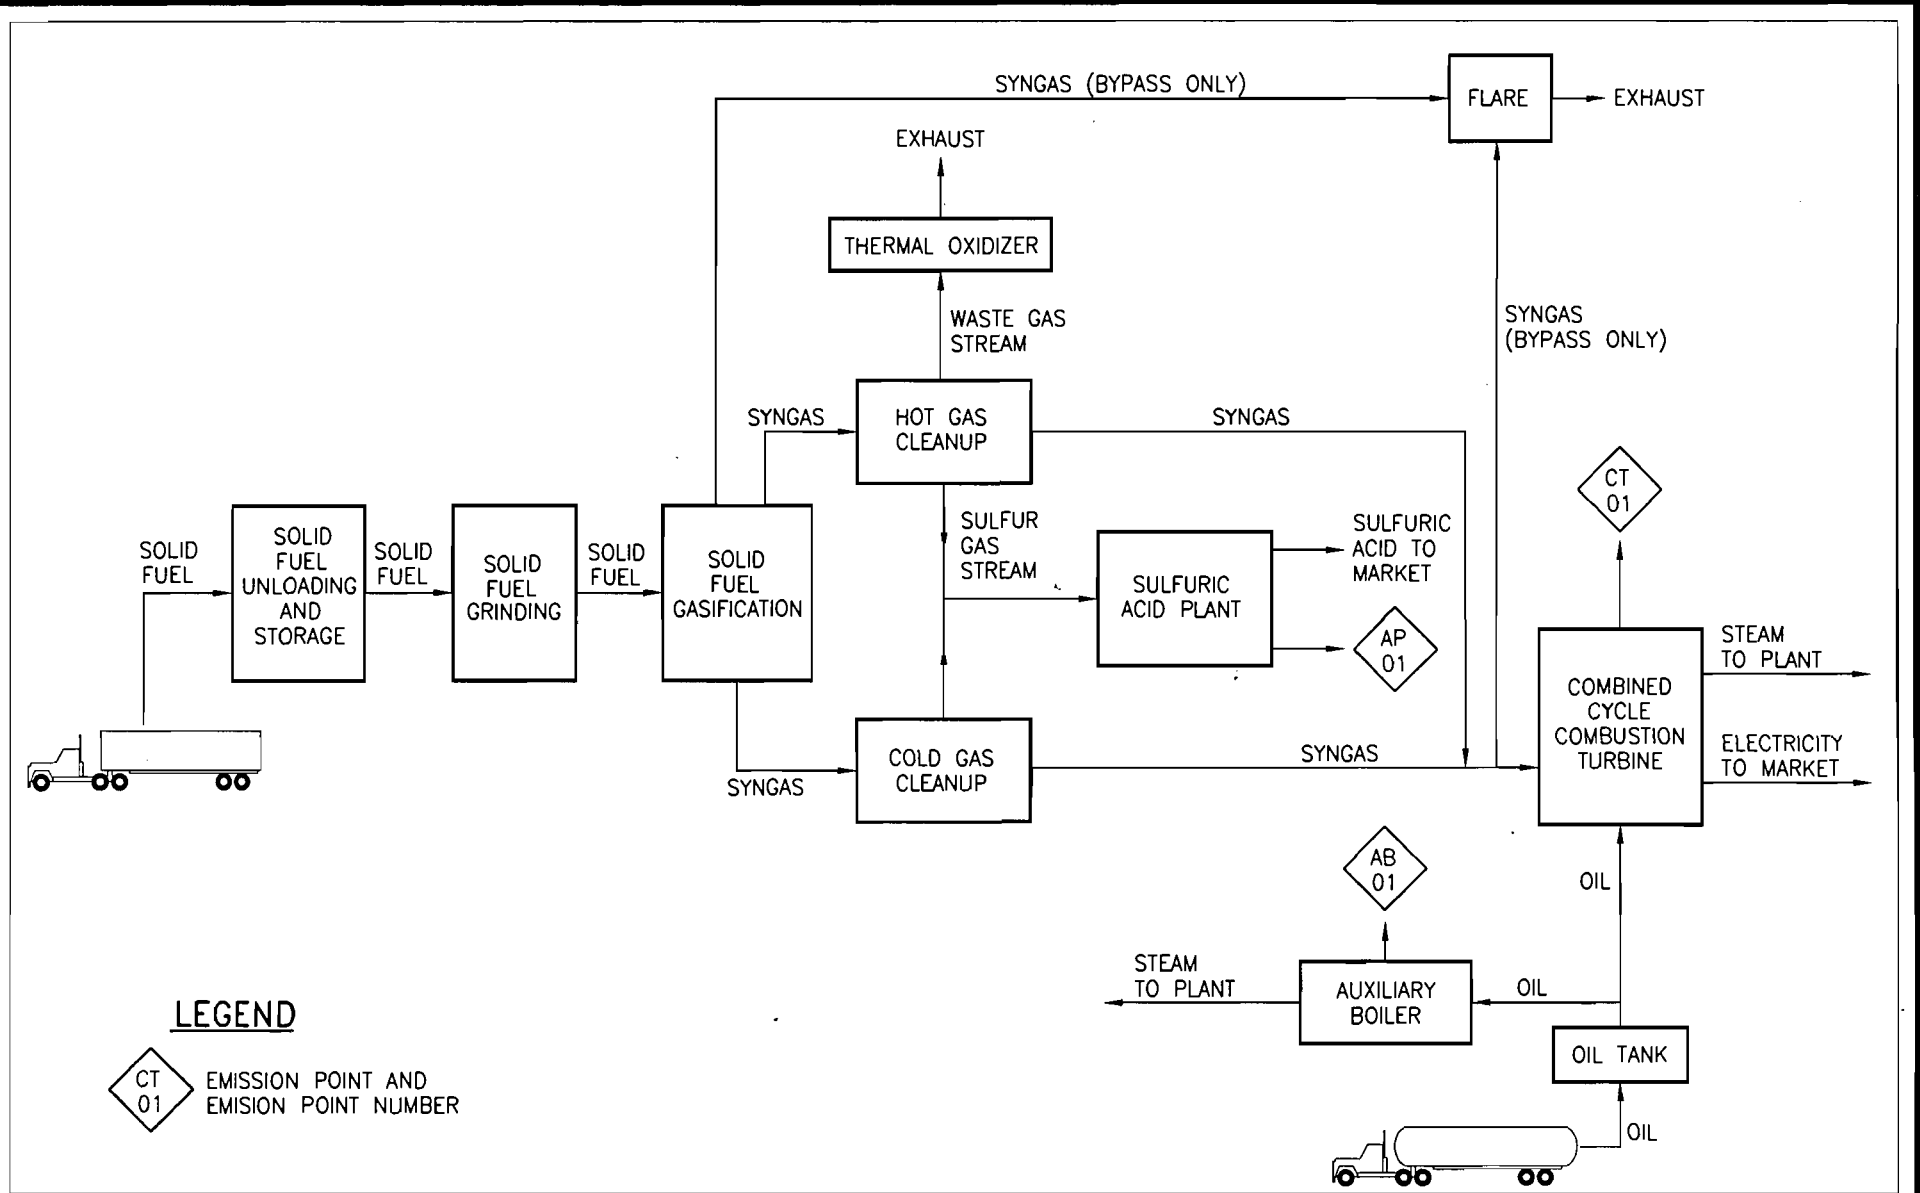 SYNGAS (BYPASS ONLY)
FLARE
EXHAUST
EXHAUST
THERMAL OXIDIZER
WASTE GAS
STREAM
SYNGAS
(BYPASS ONLY)
SYNGAS
HOT GAS
CLEANUP
SYNGAS
CT
01
SOLID
FUEL
SOLID
FUEL
UNLOADING
AND
STORAGE
SOLID
FUEL
SOLID
FUEL
GRINDING
SOLID
FUEL
SOLID
FUEL
GASIFICATION
SULFUR
GAS
STREAM
SULFURIC
ACID PLANT
SULFURIC
ACID TO
MARKET
AP
01
STEAM
TO PLANT
COMBINED
CYCLE
COMBUSTION
TURBINE
ELECTRICITY
TO MARKET
SYNGAS
COLD GAS
CLEANUP
SYNGAS
AB
01
OIL
STEAM
TO PLANT
AUXILIARY
BOILER
OIL
OIL TANK
OIL
LEGEND
CT
01
EMISSION POINT AND
EMISION POINT NUMBER